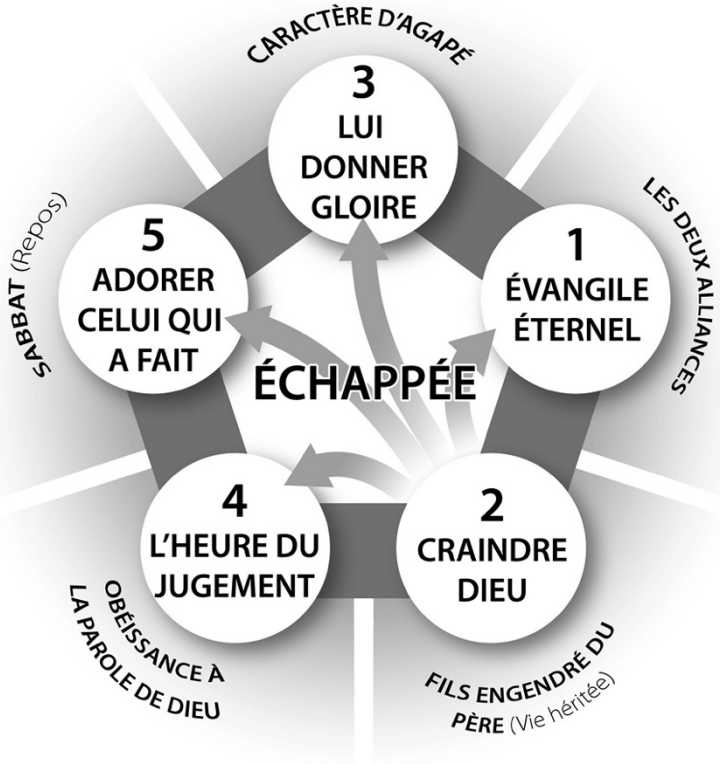 CARACTÈRE D'AGAPÉ
3
LUI
DONNER
GLOIRE
LES DEUX ALLIANCES
1
ÉVANGILE
ÉTERNEL
SABBAT (Repos)
5
ADORER
CELUI QUI
A FAIT
ÉCHAPPÉE
4
L'HEURE DU
JUGEMENT
2
CRAINDRE
DIEU
OBÉISSANCE À
LA PAROLE DE DIEU
FILS ENGENDRÉ DU
PÈRE (Vie héritée)